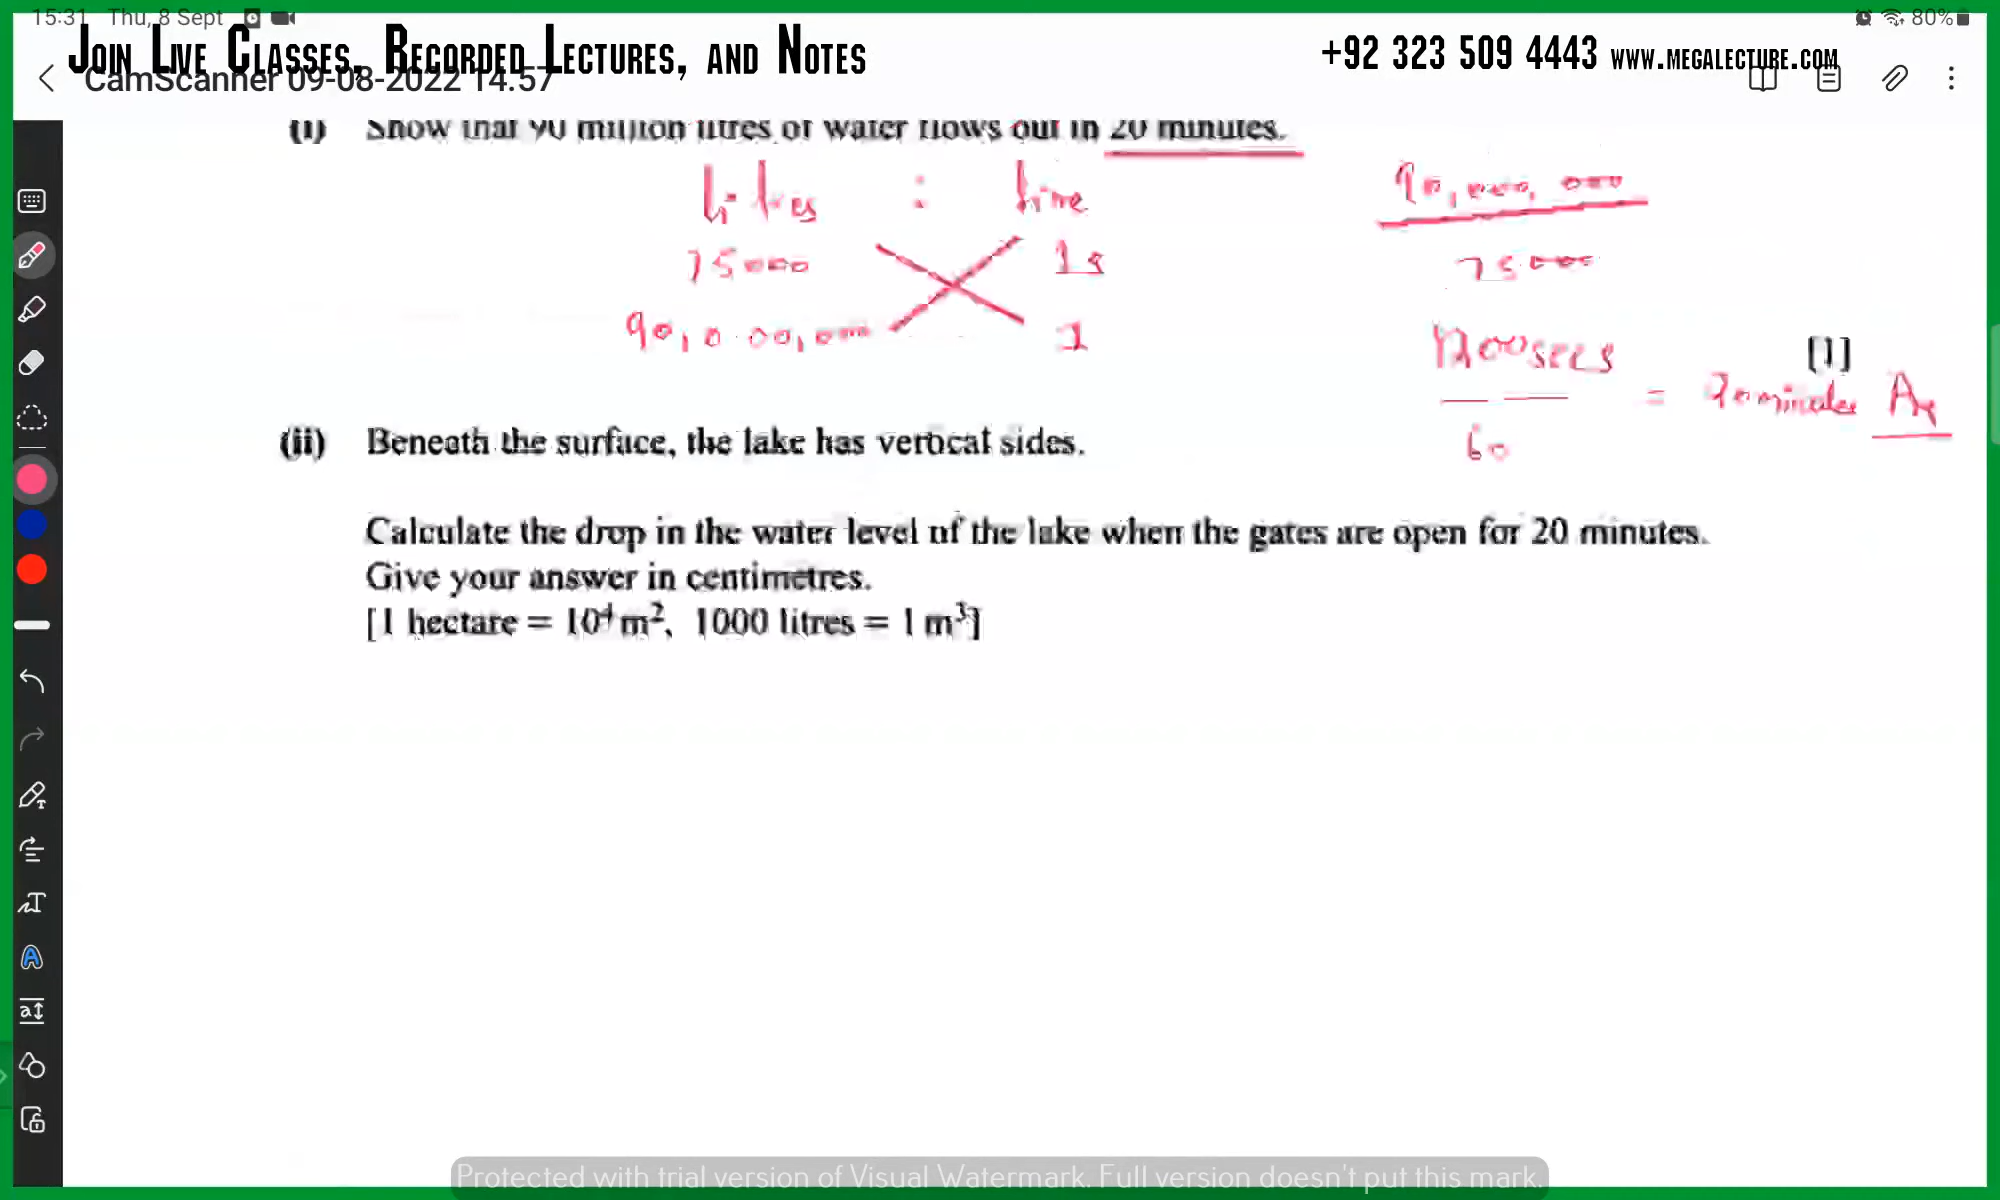 15:31 Thu, 8 Sept
80%
JOIN LIVE CLASSES, RECORDED LECTURES, AND NOTES
+92 323 509 4443 WWW.MEGALECTURE.COM
CamScanner 09-08-2022 14.57
(i) Show that 90 million litres of water flows out in 20 minutes.
litres : time
75000 1s
90,000,000 1
90,000,000
75000
1200secs
60
= 20 minutes
[1]
(ii) Beneath the surface, the lake has vertical sides.
Calculate the drop in the water level of the lake when the gates are open for 20 minutes.
Give your answer in centimetres.
[1 hectare = 10⁴ m², 1000 litres = 1 m³]
Protected with trial version of Visual Watermark. Full version doesn't put this mark.